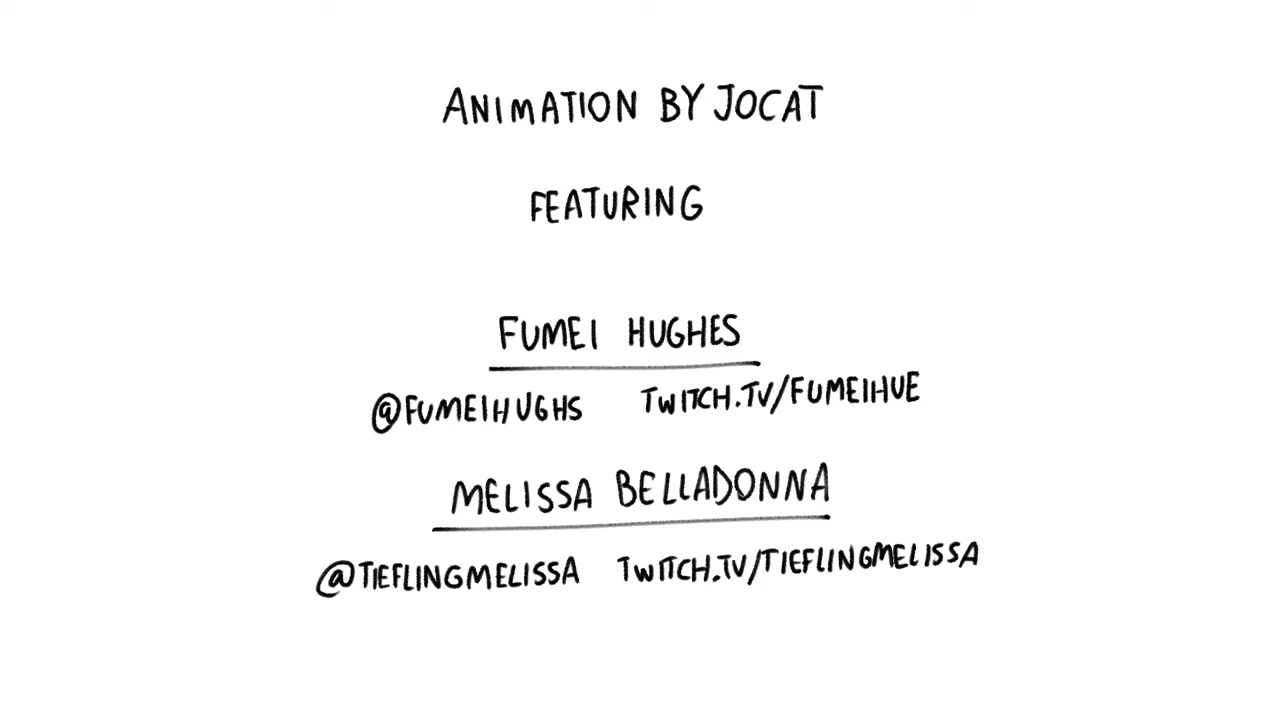 ANIMATION BY JOCAT
FEATURING
FUMEI HUGHES
@FUMEIHUGHS TWITCH.TV/FUMEIHUE
MELISSA BELLADONNA
@TIEFLINGMELISSA TWITCH.TV/TIEFLINGMELISSA